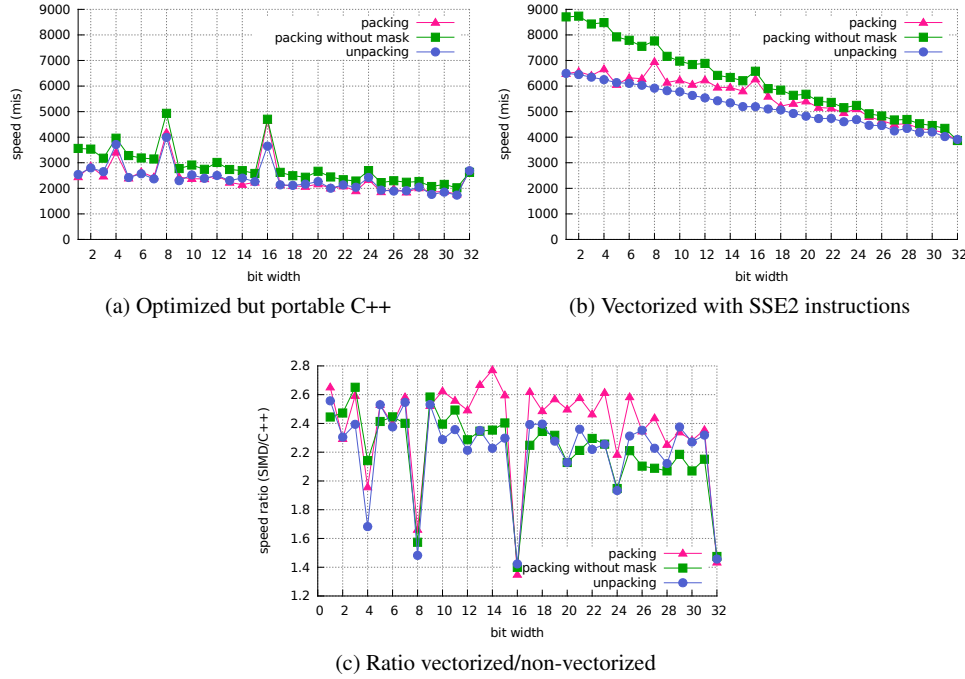 9000
8000
7000
6000
5000
4000
3000
2000
1000
0
speed (mis)
packing
packing without mask
unpacking
2 4 6 8 10 12 14 16 18 20 22 24 26 28 30 32
bit width
(a) Optimized but portable C++
9000
8000
7000
6000
5000
4000
3000
2000
1000
0
speed (mis)
packing
packing without mask
unpacking
2 4 6 8 10 12 14 16 18 20 22 24 26 28 30 32
bit width
(b) Vectorized with SSE2 instructions
2.8
2.6
2.4
2.2
2
1.8
1.6
1.4
1.2
speed ratio (SIMD/C++)
packing
packing without mask
unpacking
0 2 4 6 8 10 12 14 16 18 20 22 24 26 28 30 32
bit width
(c) Ratio vectorized/non-vectorized